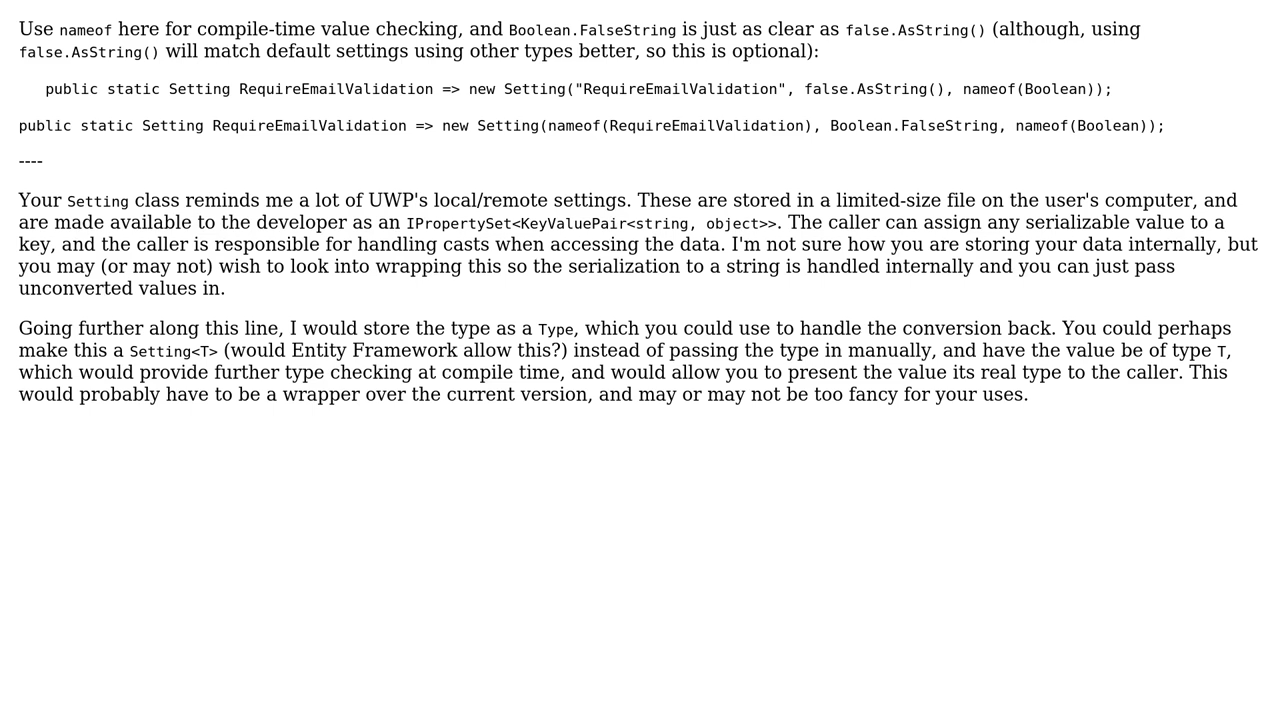 Use nameof here for compile-time value checking, and Boolean.FalseString is just as clear as false.AsString() (although, using
false.AsString() will match default settings using other types better, so this is optional):
public static Setting RequireEmailValidation => new Setting("RequireEmailValidation", false.AsString(), nameof(Boolean));
public static Setting RequireEmailValidation => new Setting(nameof(RequireEmailValidation), Boolean.FalseString, nameof(Boolean));
----
Your Setting class reminds me a lot of UWP's local/remote settings. These are stored in a limited-size file on the user's computer, and
are made available to the developer as an IPropertySet<KeyValuePair<string, object>>. The caller can assign any serializable value to a
key, and the caller is responsible for handling casts when accessing the data. I'm not sure how you are storing your data internally, but
you may (or may not) wish to look into wrapping this so the serialization to a string is handled internally and you can just pass
unconverted values in.
Going further along this line, I would store the type as a Type, which you could use to handle the conversion back. You could perhaps
make this a Setting<T> (would Entity Framework allow this?) instead of passing the type in manually, and have the value be of type T,
which would provide further type checking at compile time, and would allow you to present the value its real type to the caller. This
would probably have to be a wrapper over the current version, and may or may not be too fancy for your uses.